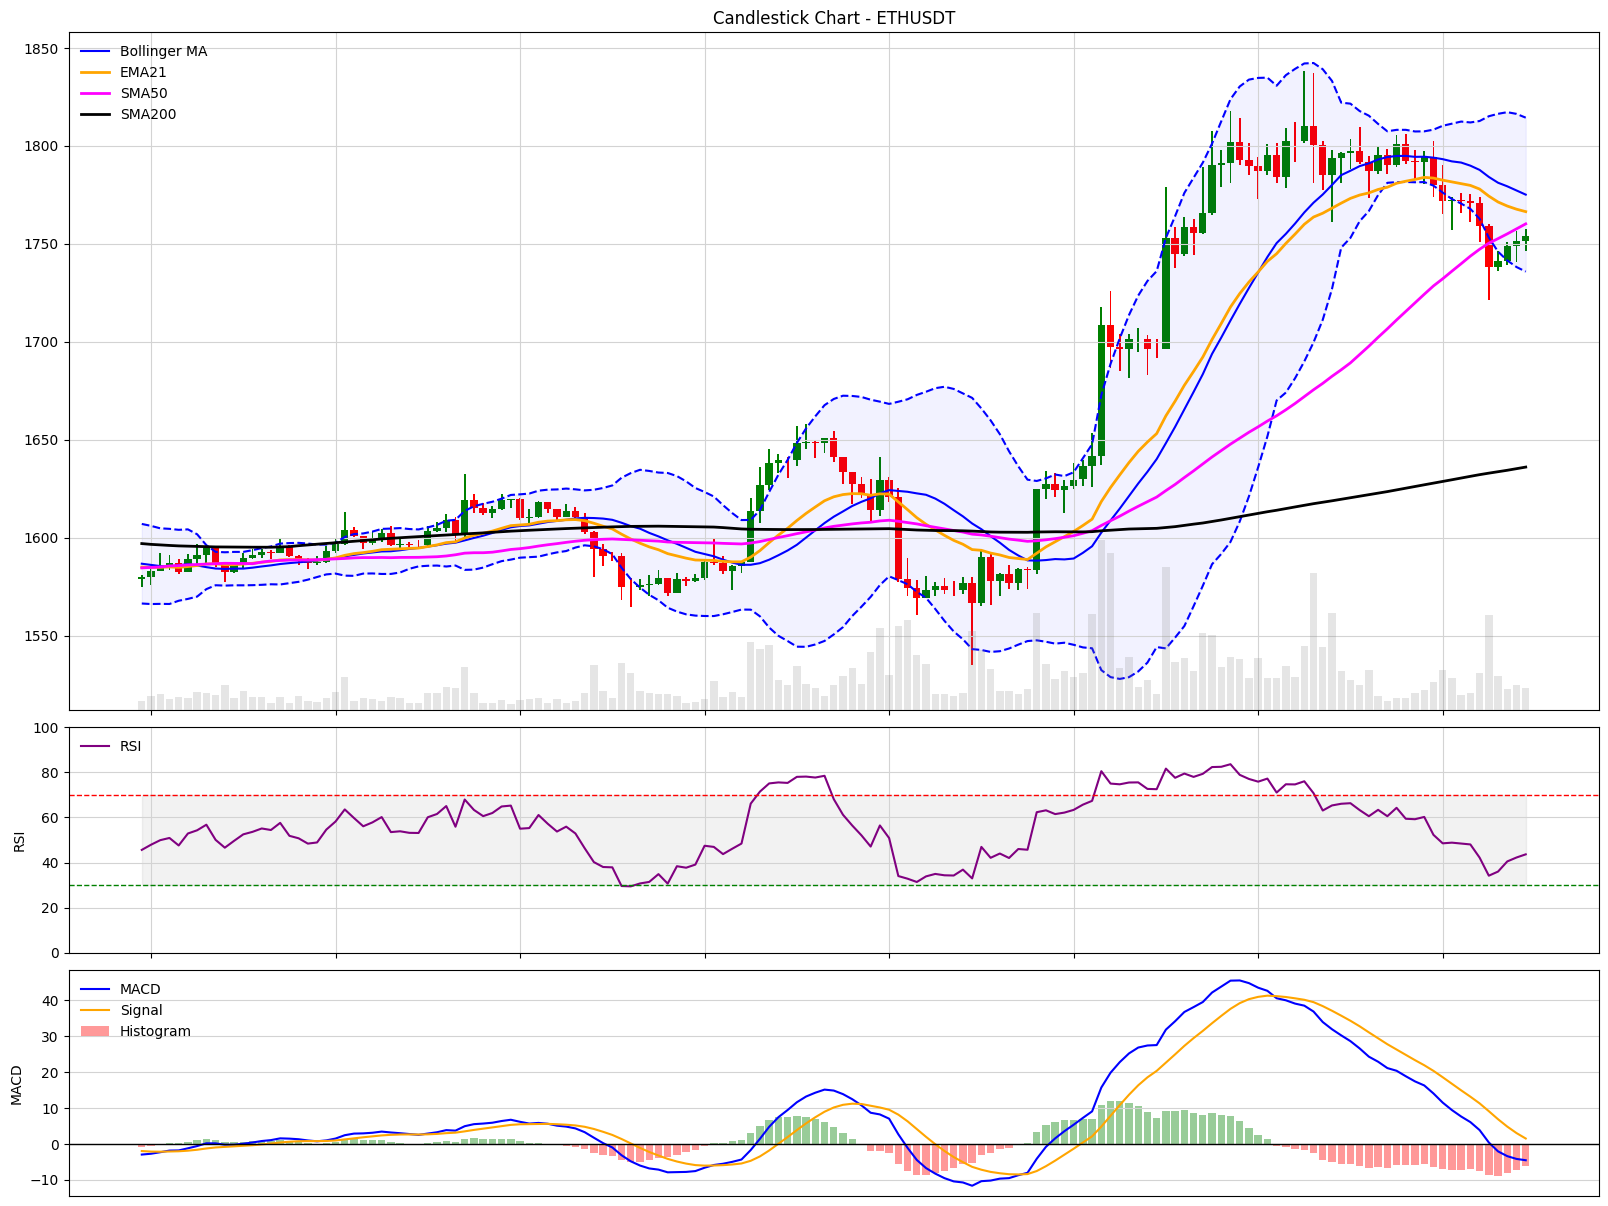 Candlestick Chart - ETHUSDT
1850
1800
1750
1700
1650
1600
1550
Bollinger MA
EMA21
SMA50
SMA200
100
80
60
40
20
0
RSI
RSI
40
30
20
10
0
−10
MACD
MACD
Signal
Histogram